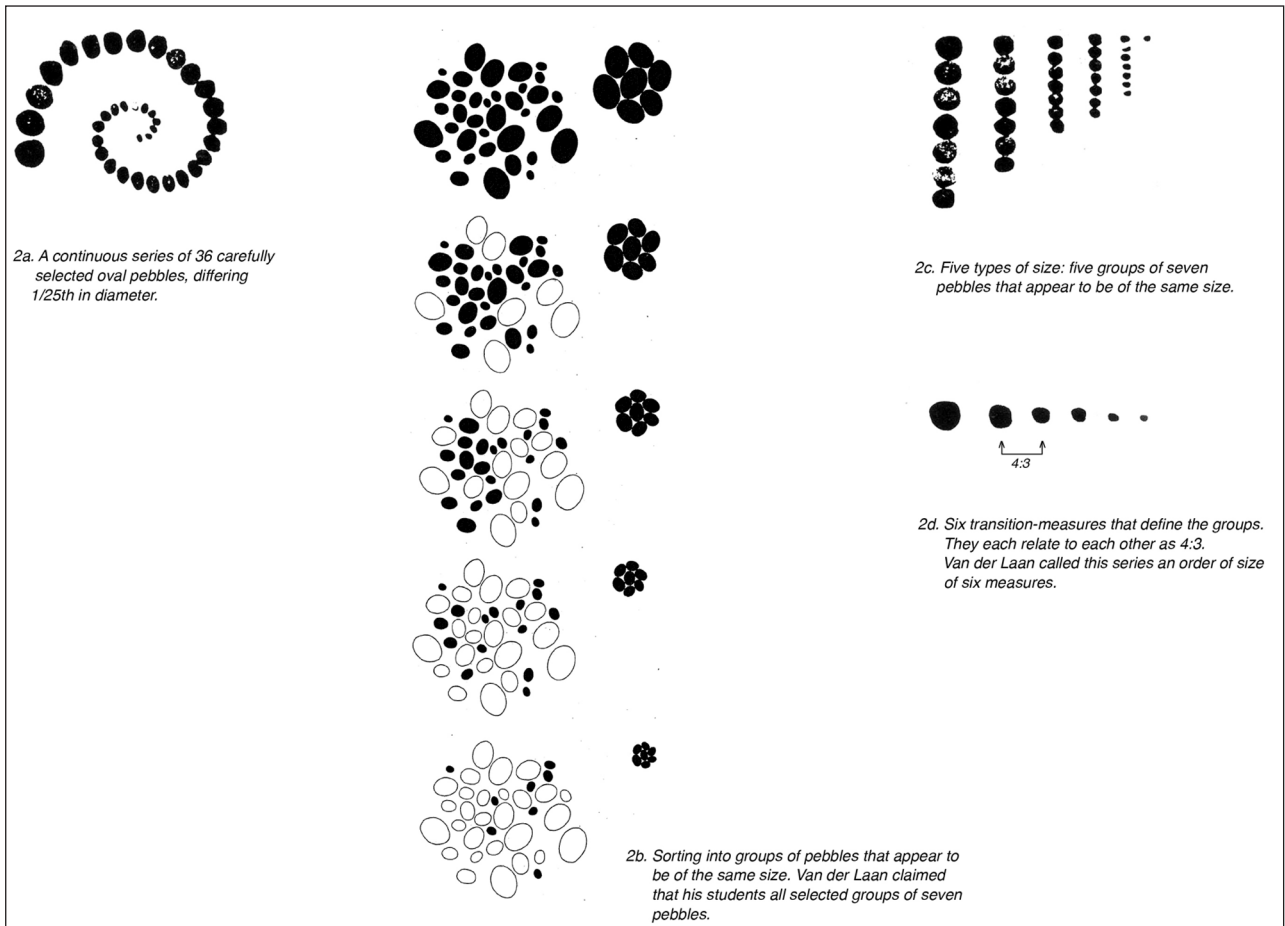 2a. A continuous series of 36 carefully
selected oval pebbles, differing
1/25th in diameter.
2c. Five types of size: five groups of seven
pebbles that appear to be of the same size.
4:3
2d. Six transition-measures that define the groups.
They each relate to each other as 4:3.
Van der Laan called this series an order of size
of six measures.
2b. Sorting into groups of pebbles that appear to
be of the same size. Van der Laan claimed
that his students all selected groups of seven
pebbles.